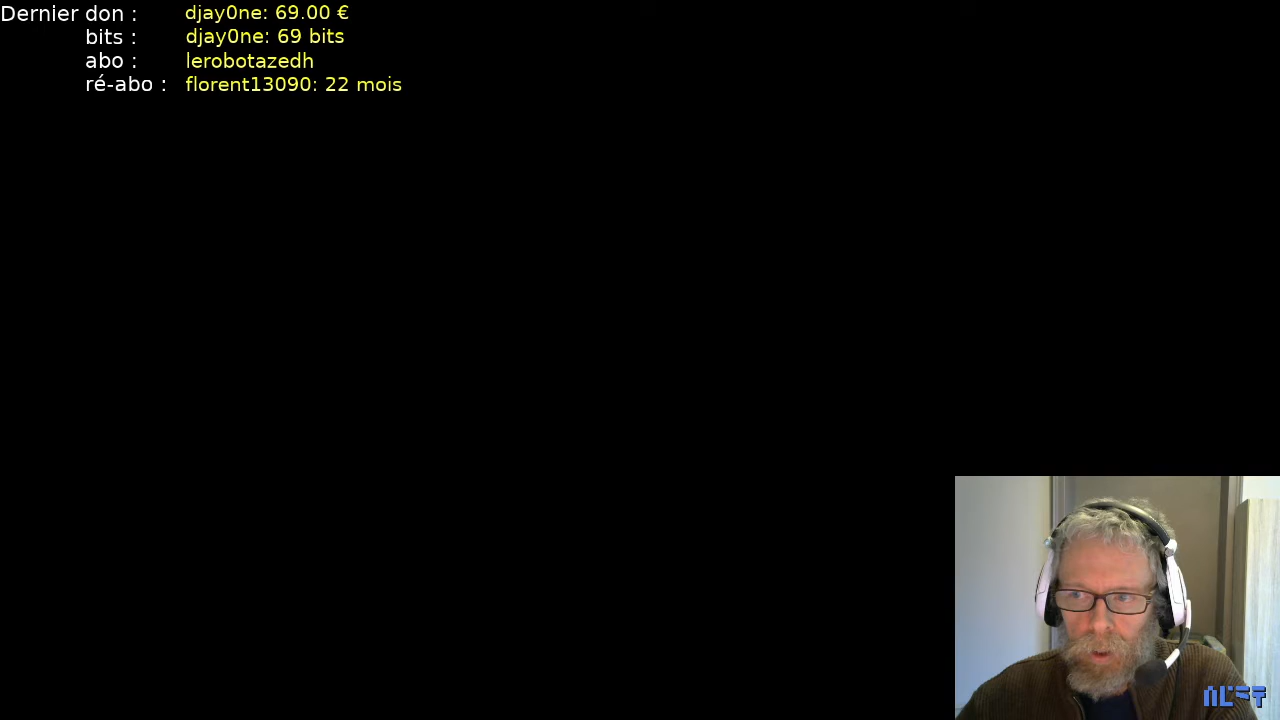 Dernier don : djay0ne: 69.00 €
bits : djay0ne: 69 bits
abo : lerobotazedh
ré-abo : florent13090: 22 mois